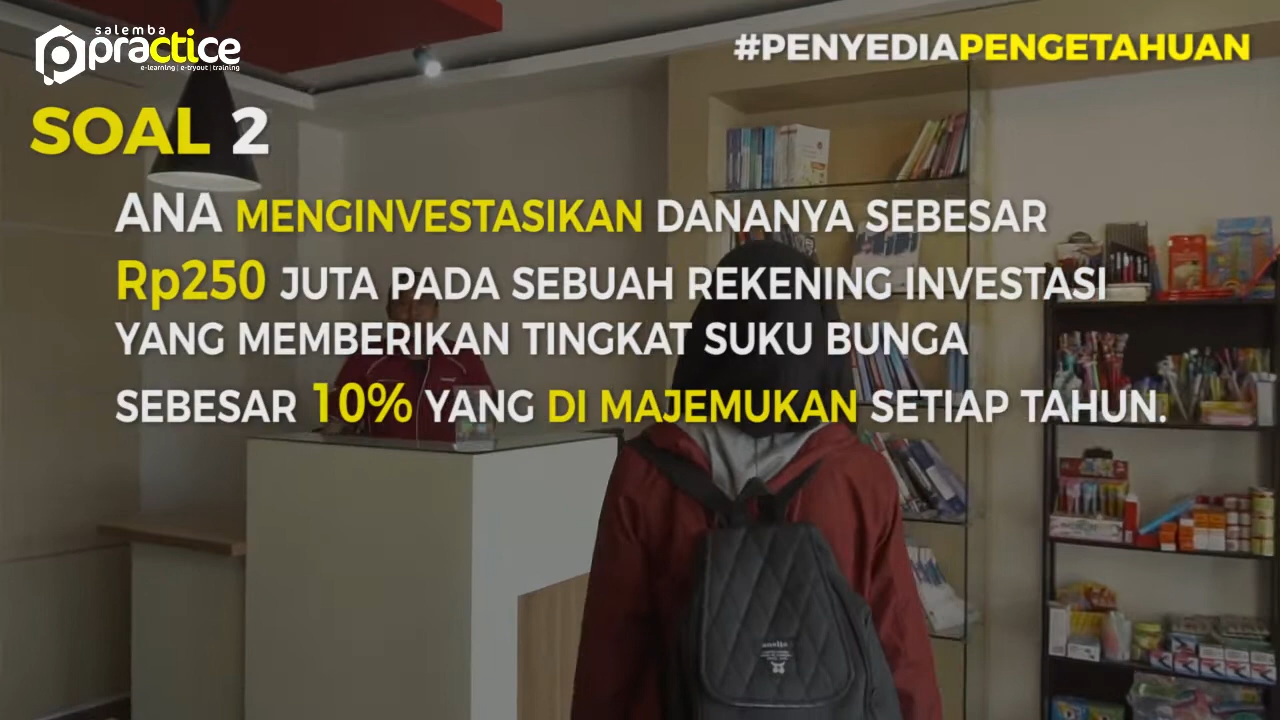 salemba
practice
e-learning | e-tryout | training
#PENYEDIAPENGETAHUAN
SOAL 2
ANA MENGINVESTASIKAN DANANYA SEBESAR
Rp250 JUTA PADA SEBUAH REKENING INVESTASI
YANG MEMBERIKAN TINGKAT SUKU BUNGA
SEBESAR 10% YANG DI MAJEMUKAN SETIAP TAHUN.